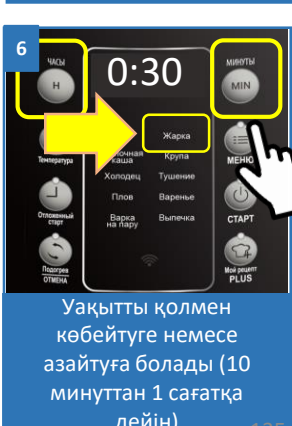 6
ЧАСЫ
МИНУТЫ
H
0:30
MIN
Жарка
каша
Крупа
Температура
МЕНЮ
Холодец
Тушение
Плов
Варенье
Отложенный
старт
СТАРТ
Варка
на пару
Выпечка
Подогрев
ОТМЕНА
Мой рецепт
PLUS
Уақытты қолмен
көбейтуге немесе
азайтуға болады (10
минуттан 1 сағатқа
дейін)